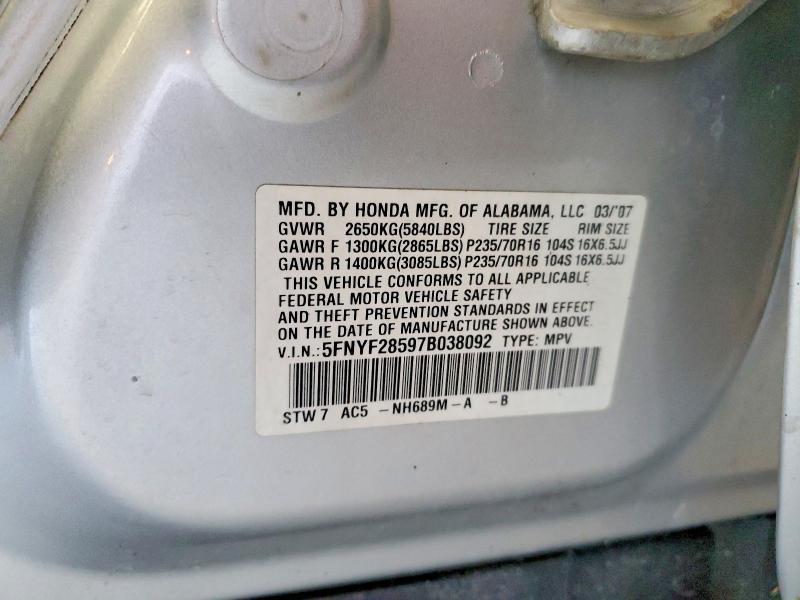 MFD. BY HONDA MFG. OF ALABAMA, LLC 03/'07
GVWR 2650KG(5840LBS) TIRE SIZE RIM SIZE
GAWR F 1300KG(2865LBS) P235/70R16 104S 16X6.5JJ
GAWR R 1400KG(3085LBS) P235/70R16 104S 16X6.5JJ
THIS VEHICLE CONFORMS TO ALL APPLICABLE
FEDERAL MOTOR VEHICLE SAFETY
AND THEFT PREVENTION STANDARDS IN EFFECT
ON THE DATE OF MANUFACTURE SHOWN ABOVE.
V.I.N.: 5FNYF28597B038092 TYPE: MPV
STW7 AC5 -NH689M-A -B